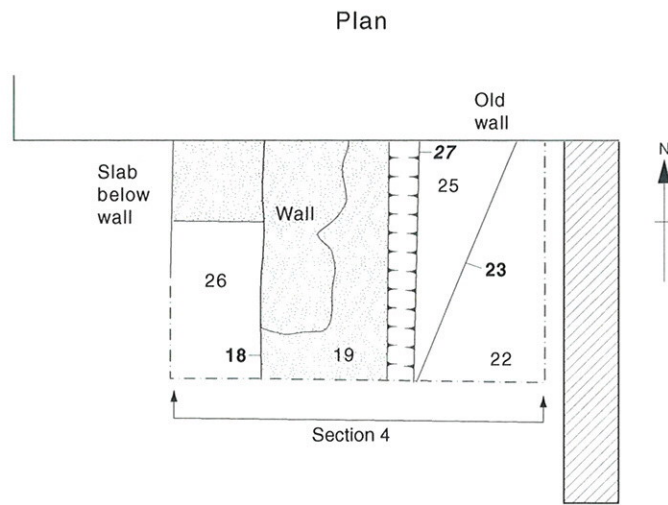 Plan
Old
wall
N
Slab
below
wall
27
25
Wall
26
23
18
19
22
Section 4